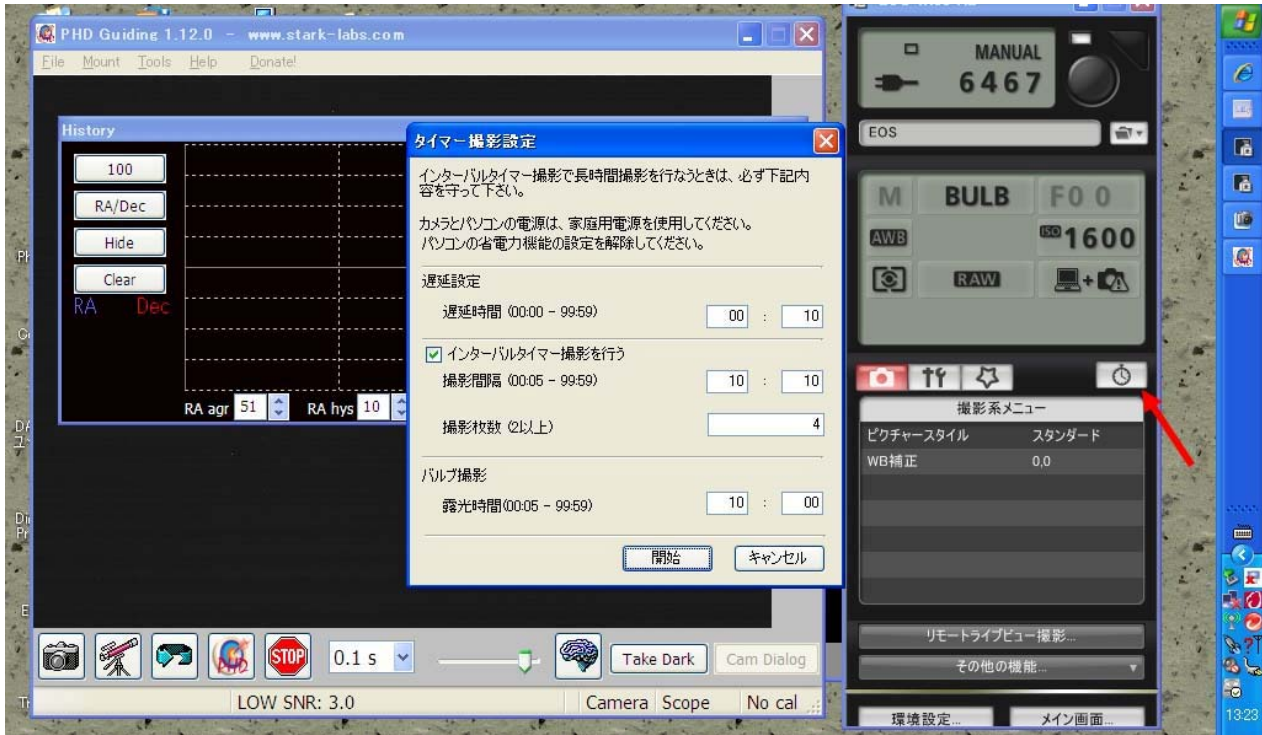 PHD Guiding 1.12.0 - www.stark-labs.com
File Mount Tools Help Donate!
History
100
RA/Dec
Hide
Clear
RA Dec
RA agr 51 RA hys 10
STOP
0.1 s
Take Dark
Cam Dialog
LOW SNR: 3.0
Camera Scope No cal
タイマー撮影設定
インターバルタイマー撮影で長時間撮影を行なうときは、必ず下記内
容を守って下さい。
カメラとパソコンの電源は、家庭用電源を使用してください。
パソコンの省電力機能の設定を解除してください。
遅延設定
遅延時間 (00:00 - 99:59) 00 : 10
インターバルタイマー撮影を行う
撮影間隔 (00:05 - 99:59) 10 : 10
撮影枚数 (2以上) 4
バルブ撮影
露光時間(00:05 - 99:59) 10 : 00
開始
キャンセル
MANUAL
6467
EOS
M BULB F0 0
AWB ISO 1600
RAW
撮影系メニュー
ピクチャースタイル スタンダード
WB補正 0,0
リモートライブビュー撮影...
その他の機能...
環境設定...
メイン画面...
13:23